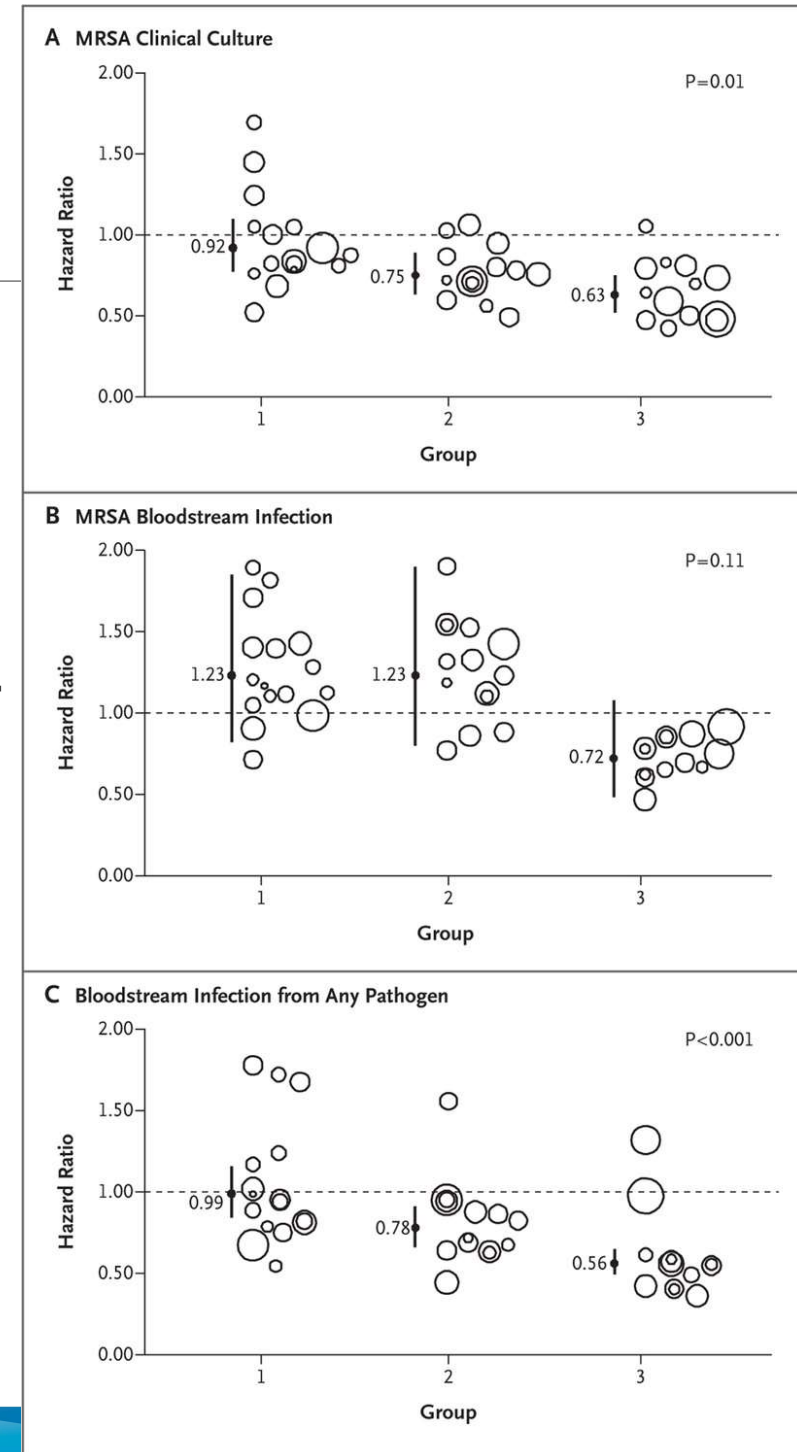 A MRSA Clinical Culture
2.00
P=0.01
1.50
Hazard Ratio
1.00
0.92
0.75
0.63
0.50
0.00
1 2 3
Group
B MRSA Bloodstream Infection
2.00
P=0.11
1.50
Hazard Ratio
1.23 1.23
1.00
0.72
0.50
0.00
1 2 3
Group
C Bloodstream Infection from Any Pathogen
2.00
P<0.001
1.50
Hazard Ratio
1.00
0.99
0.78
0.56
0.50
0.00
1 2 3
Group